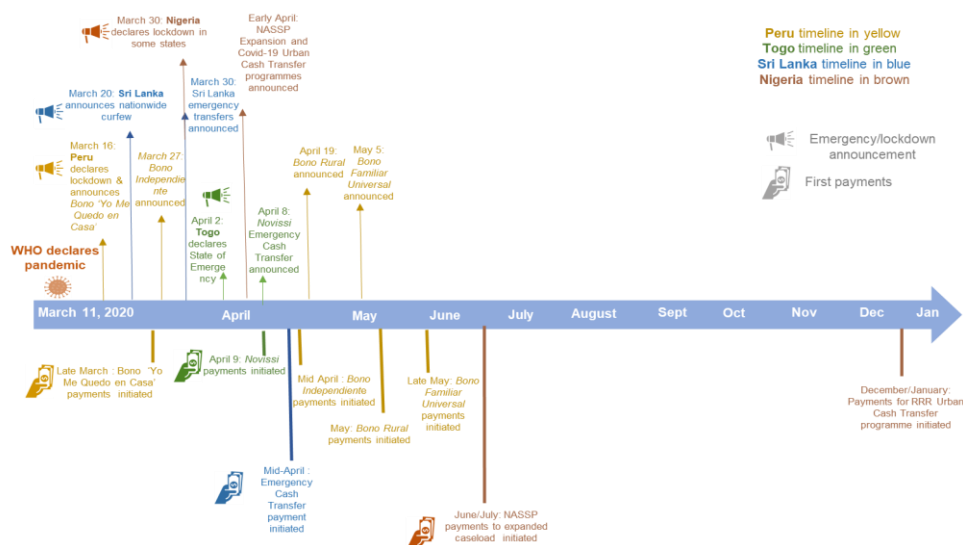 March 30: Nigeria
declares lockdown in
some states
Early April:
NASSP
Expansion and
Covid-19 Urban
Cash Transfer
programmes
announced
Peru timeline in yellow
Togo timeline in green
Sri Lanka timeline in blue
Nigeria timeline in brown
March 20: Sri Lanka
announces nationwide
curfew
March 30:
Sri Lanka
emergency
transfers
announced
Emergency/lockdown
announcement
First payments
March 16:
Peru
declares
lockdown &
announces
Bono 'Yo Me
Quedo en
Casa'
March 27:
Bono
Independie
nte
announced
April 19:
Bono Rural
announced
May 5:
Bono
Familiar
Universal
announced
April 2:
Togo
declares
State of
Emerge
ncy
April 8:
Novissi
Emergency
Cash
Transfer
announced
WHO declares
pandemic
March 11, 2020 April May June July August Sept Oct Nov Dec Jan
Late March : Bono 'Yo
Me Quedo en Casa'
payments initiated
April 9: Novissi
payments initiated
Mid April : Bono
Independiente
payments initiated
May: Bono Rural
payments initiated
Late May: Bono
Familiar
Universal
payments
initiated
December/January:
Payments for RRR Urban
Cash Transfer
programme initiated
Mid-April :
Emergency
Cash
Transfer
payment
initiated
June/July: NASSP
payments to expanded
caseload initiated